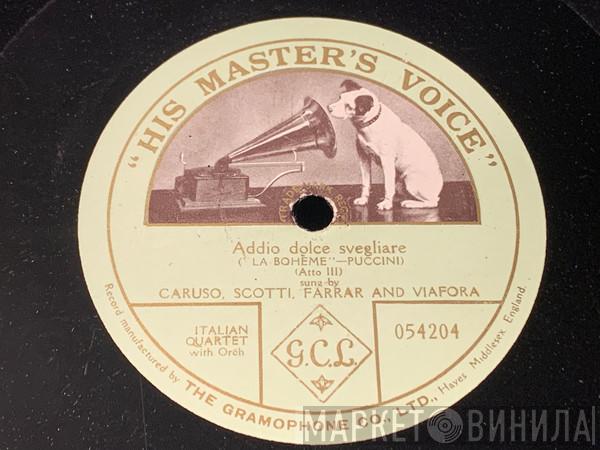 "HIS MASTER'S VOICE"
Addio dolce svegliare
(" LA BOHÈME"—PUCCINI)
(Atto III)
sung by
CARUSO, SCOTTI, FARRAR AND VIAFORA
ITALIAN
QUARTET
with Orch
G.C.L.
054204
Record manufactured by THE GRAMOPHONE CO., LTD., Hayes Middlesex England.
МАРКЕТ ВИНИЛА